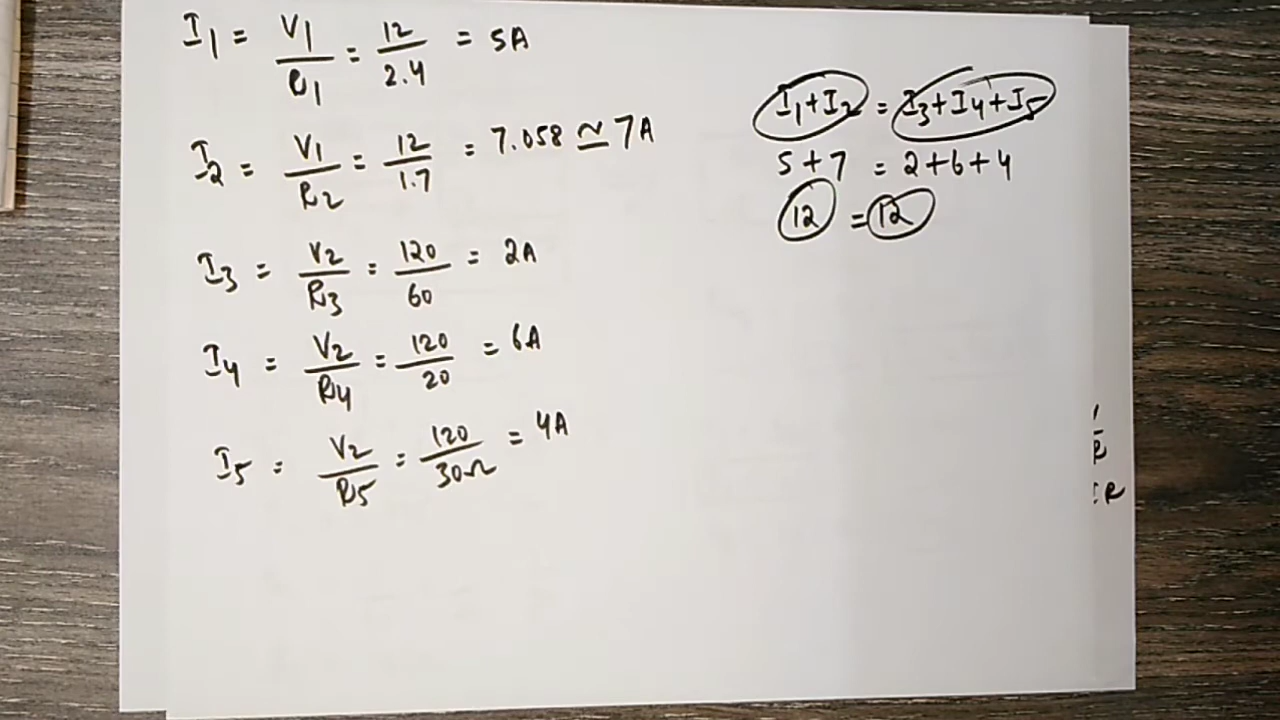 I1 = V1/R1 = 12/2.4 = 5A
I2 = V1/R2 = 12/1.7 = 7.058 ≃ 7A
I3 = V2/R3 = 120/60 = 2A
I4 = V2/R4 = 120/20 = 6A
I5 = V2/R5 = 120/30Ω = 4A
I1+I2 = I3+I4+I5
5+7 = 2+6+4
12 = 12
R
IR